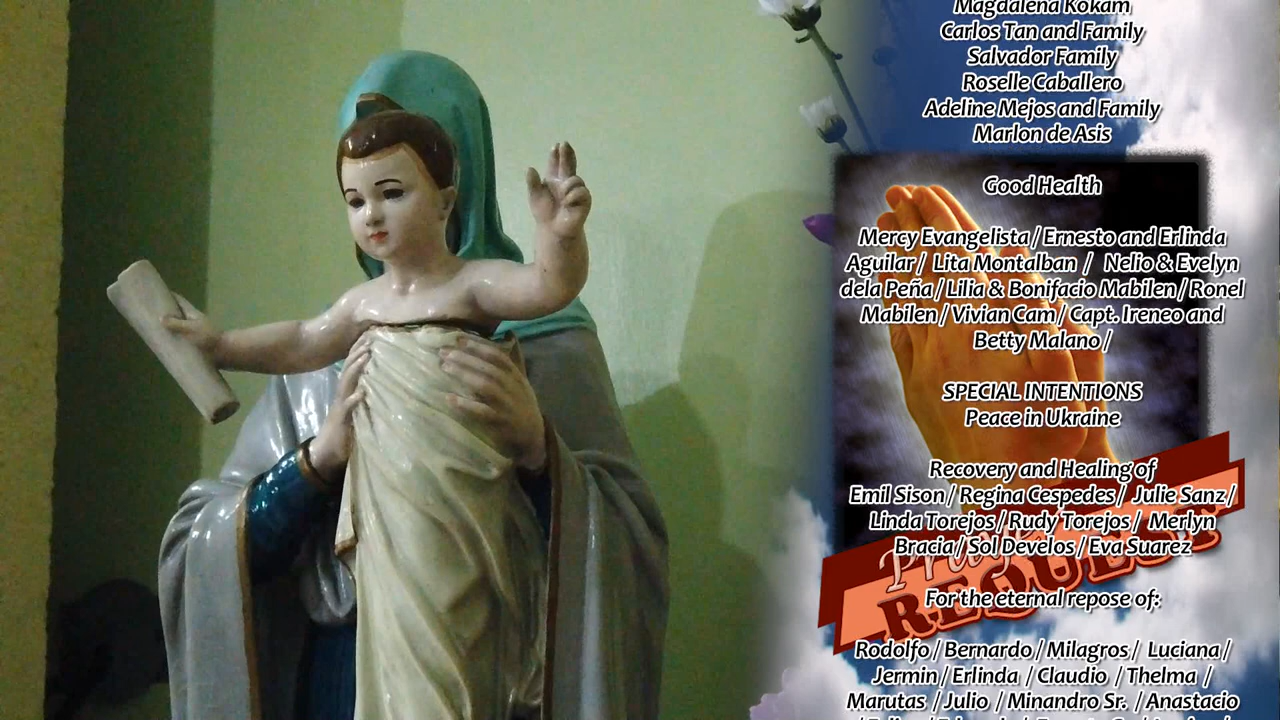 Magdalena Kokam
Carlos Tan and Family
Salvador Family
Roselle Caballero
Adeline Mejos and Family
Marlon de Asis
Good Health
Mercy Evangelista / Ernesto and Erlinda
Aguilar / Lita Montalban / Nelio & Evelyn
dela Peña / Lilia & Bonifacio Mabilen / Ronel
Mabilen / Vivian Cam / Capt. Ireneo and
Betty Malano /
SPECIAL INTENTIONS
Peace in Ukraine
Recovery and Healing of
Emil Sison / Regina Cespedes / Julie Sanz /
Linda Torejos / Rudy Torejos / Merlyn
Bracia / Sol Develos / Eva Suarez
REQUEST
For the eternal repose of:
Rodolfo / Bernardo / Milagros / Luciana /
Jermin / Erlinda / Claudio / Thelma /
Marutas / Julio / Minandro Sr. / Anastacio